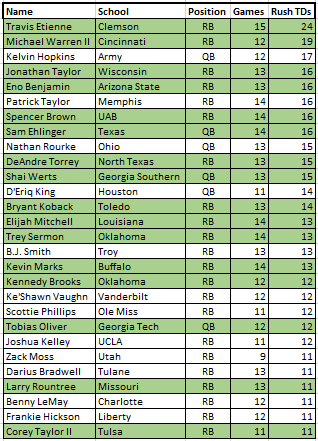 Name School Position Games Rush TDs
Travis Etienne Clemson RB 15 24
Michael Warren II Cincinnati RB 12 19
Kelvin Hopkins Army QB 12 17
Jonathan Taylor Wisconsin RB 13 16
Eno Benjamin Arizona State RB 13 16
Patrick Taylor Memphis RB 14 16
Spencer Brown UAB RB 14 16
Sam Ehlinger Texas QB 14 16
Nathan Rourke Ohio QB 13 15
DeAndre Torrey North Texas RB 13 15
Shai Werts Georgia Southern QB 13 15
D'Eriq King Houston QB 11 14
Bryant Koback Toledo RB 13 14
Elijah Mitchell Louisiana RB 14 13
Trey Sermon Oklahoma RB 14 13
B.J. Smith Troy RB 13 13
Kevin Marks Buffalo RB 14 13
Kennedy Brooks Oklahoma RB 12 12
Ke'Shawn Vaughn Vanderbilt RB 12 12
Scottie Phillips Ole Miss RB 11 12
Tobias Oliver Georgia Tech QB 12 12
Joshua Kelley UCLA RB 11 12
Zack Moss Utah RB 9 11
Darius Bradwell Tulane RB 13 11
Larry Rountree Missouri RB 13 11
Benny LeMay Charlotte RB 12 11
Frankie Hickson Liberty RB 12 11
Corey Taylor II Tulsa RB 11 11